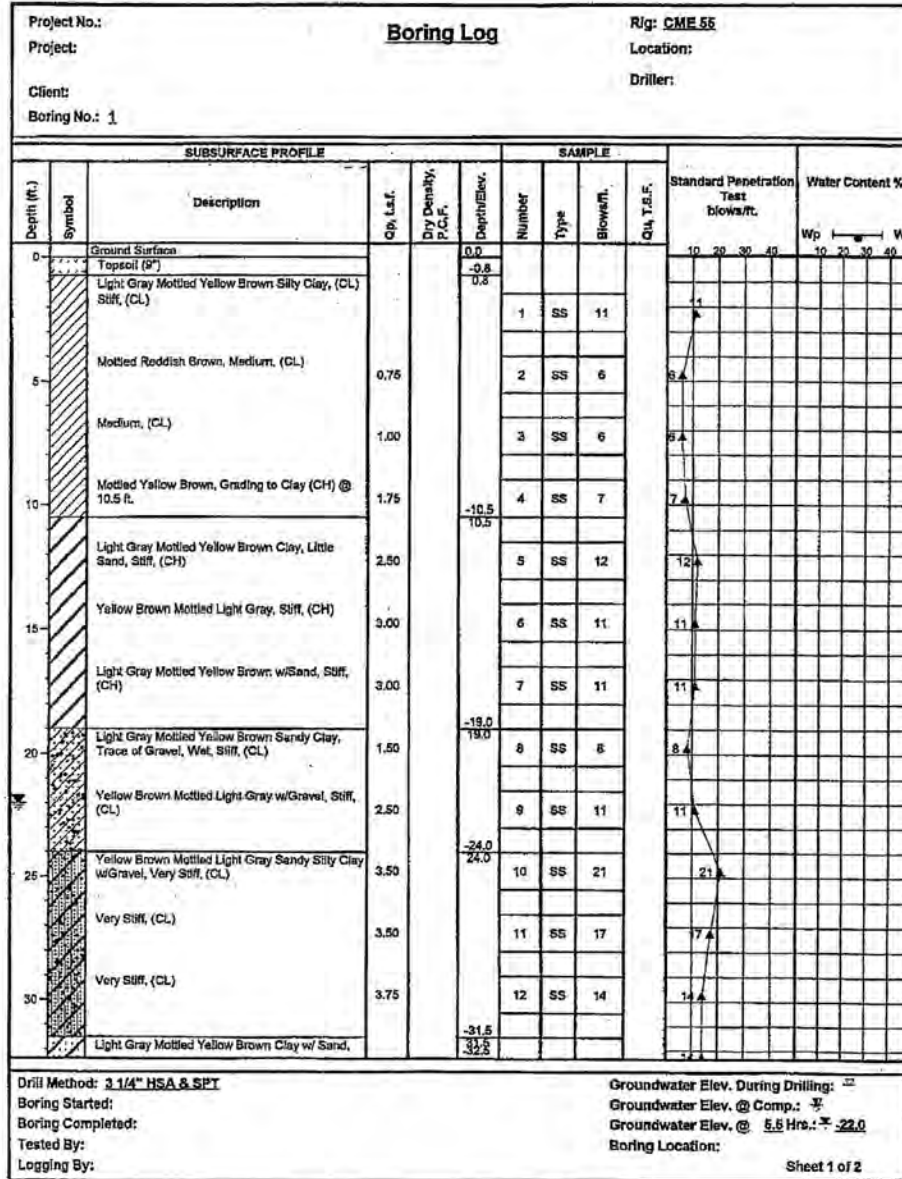 Project No.:
Boring Log
Rig: CME 55
Project:
Location:
Driller:
Client:
Boring No.: 1
SUBSURFACE PROFILE
SAMPLE
Depth (ft.)
Symbol
Description
Qp, t.s.f.
Dry Density, P.C.F.
Depth/Elev.
Number
Type
Blows/ft.
Qu, T.S.F.
Standard Penetration
Test
blows/ft.
Water Content %
Wp W
10 20 30 40
10 20 30 40
0
Ground Surface
0.0
Topsoil (9")
-0.8
0.8
Light Gray Mottled Yellow Brown Silty Clay, (CL)
Stiff, (CL)
1 SS 11
11
Mottled Reddish Brown, Medium, (CL)
5
0.75
2 SS 6
6
Medium, (CL)
1.00
3 SS 6
6
Mottled Yellow Brown, Grading to Clay (CH) @
10.5 ft.
1.75
4 SS 7
7
10
-10.5
10.5
Light Gray Mottled Yellow Brown Clay, Little
Sand, Stiff, (CH)
2.50
5 SS 12
12
Yellow Brown Mottled Light Gray, Stiff, (CH)
15
3.00
6 SS 11
11
Light Gray Mottled Yellow Brown w/Sand, Stiff,
(CH)
3.00
7 SS 11
11
-19.0
19.0
Light Gray Mottled Yellow Brown Sandy Clay,
Trace of Gravel, Wet, Stiff, (CL)
20
1.50
8 SS 8
8
Yellow Brown Mottled Light Gray w/Gravel, Stiff,
(CL)
2.50
9 SS 11
11
-24.0
24.0
Yellow Brown Mottled Light Gray Sandy Silty Clay
w/Gravel, Very Stiff, (CL)
25
3.50
10 SS 21
21
Very Stiff, (CL)
3.50
11 SS 17
17
Very Stiff, (CL)
30
3.75
12 SS 14
14
-31.5
31.5
Light Gray Mottled Yellow Brown Clay w/ Sand,
-32.5
Drill Method: 3 1/4" HSA & SPT
Groundwater Elev. During Drilling:
Boring Started:
Groundwater Elev. @ Comp.:
Boring Completed:
Groundwater Elev. @ 5.5 Hrs.: -22.0
Tested By:
Boring Location:
Logging By:
Sheet 1 of 2